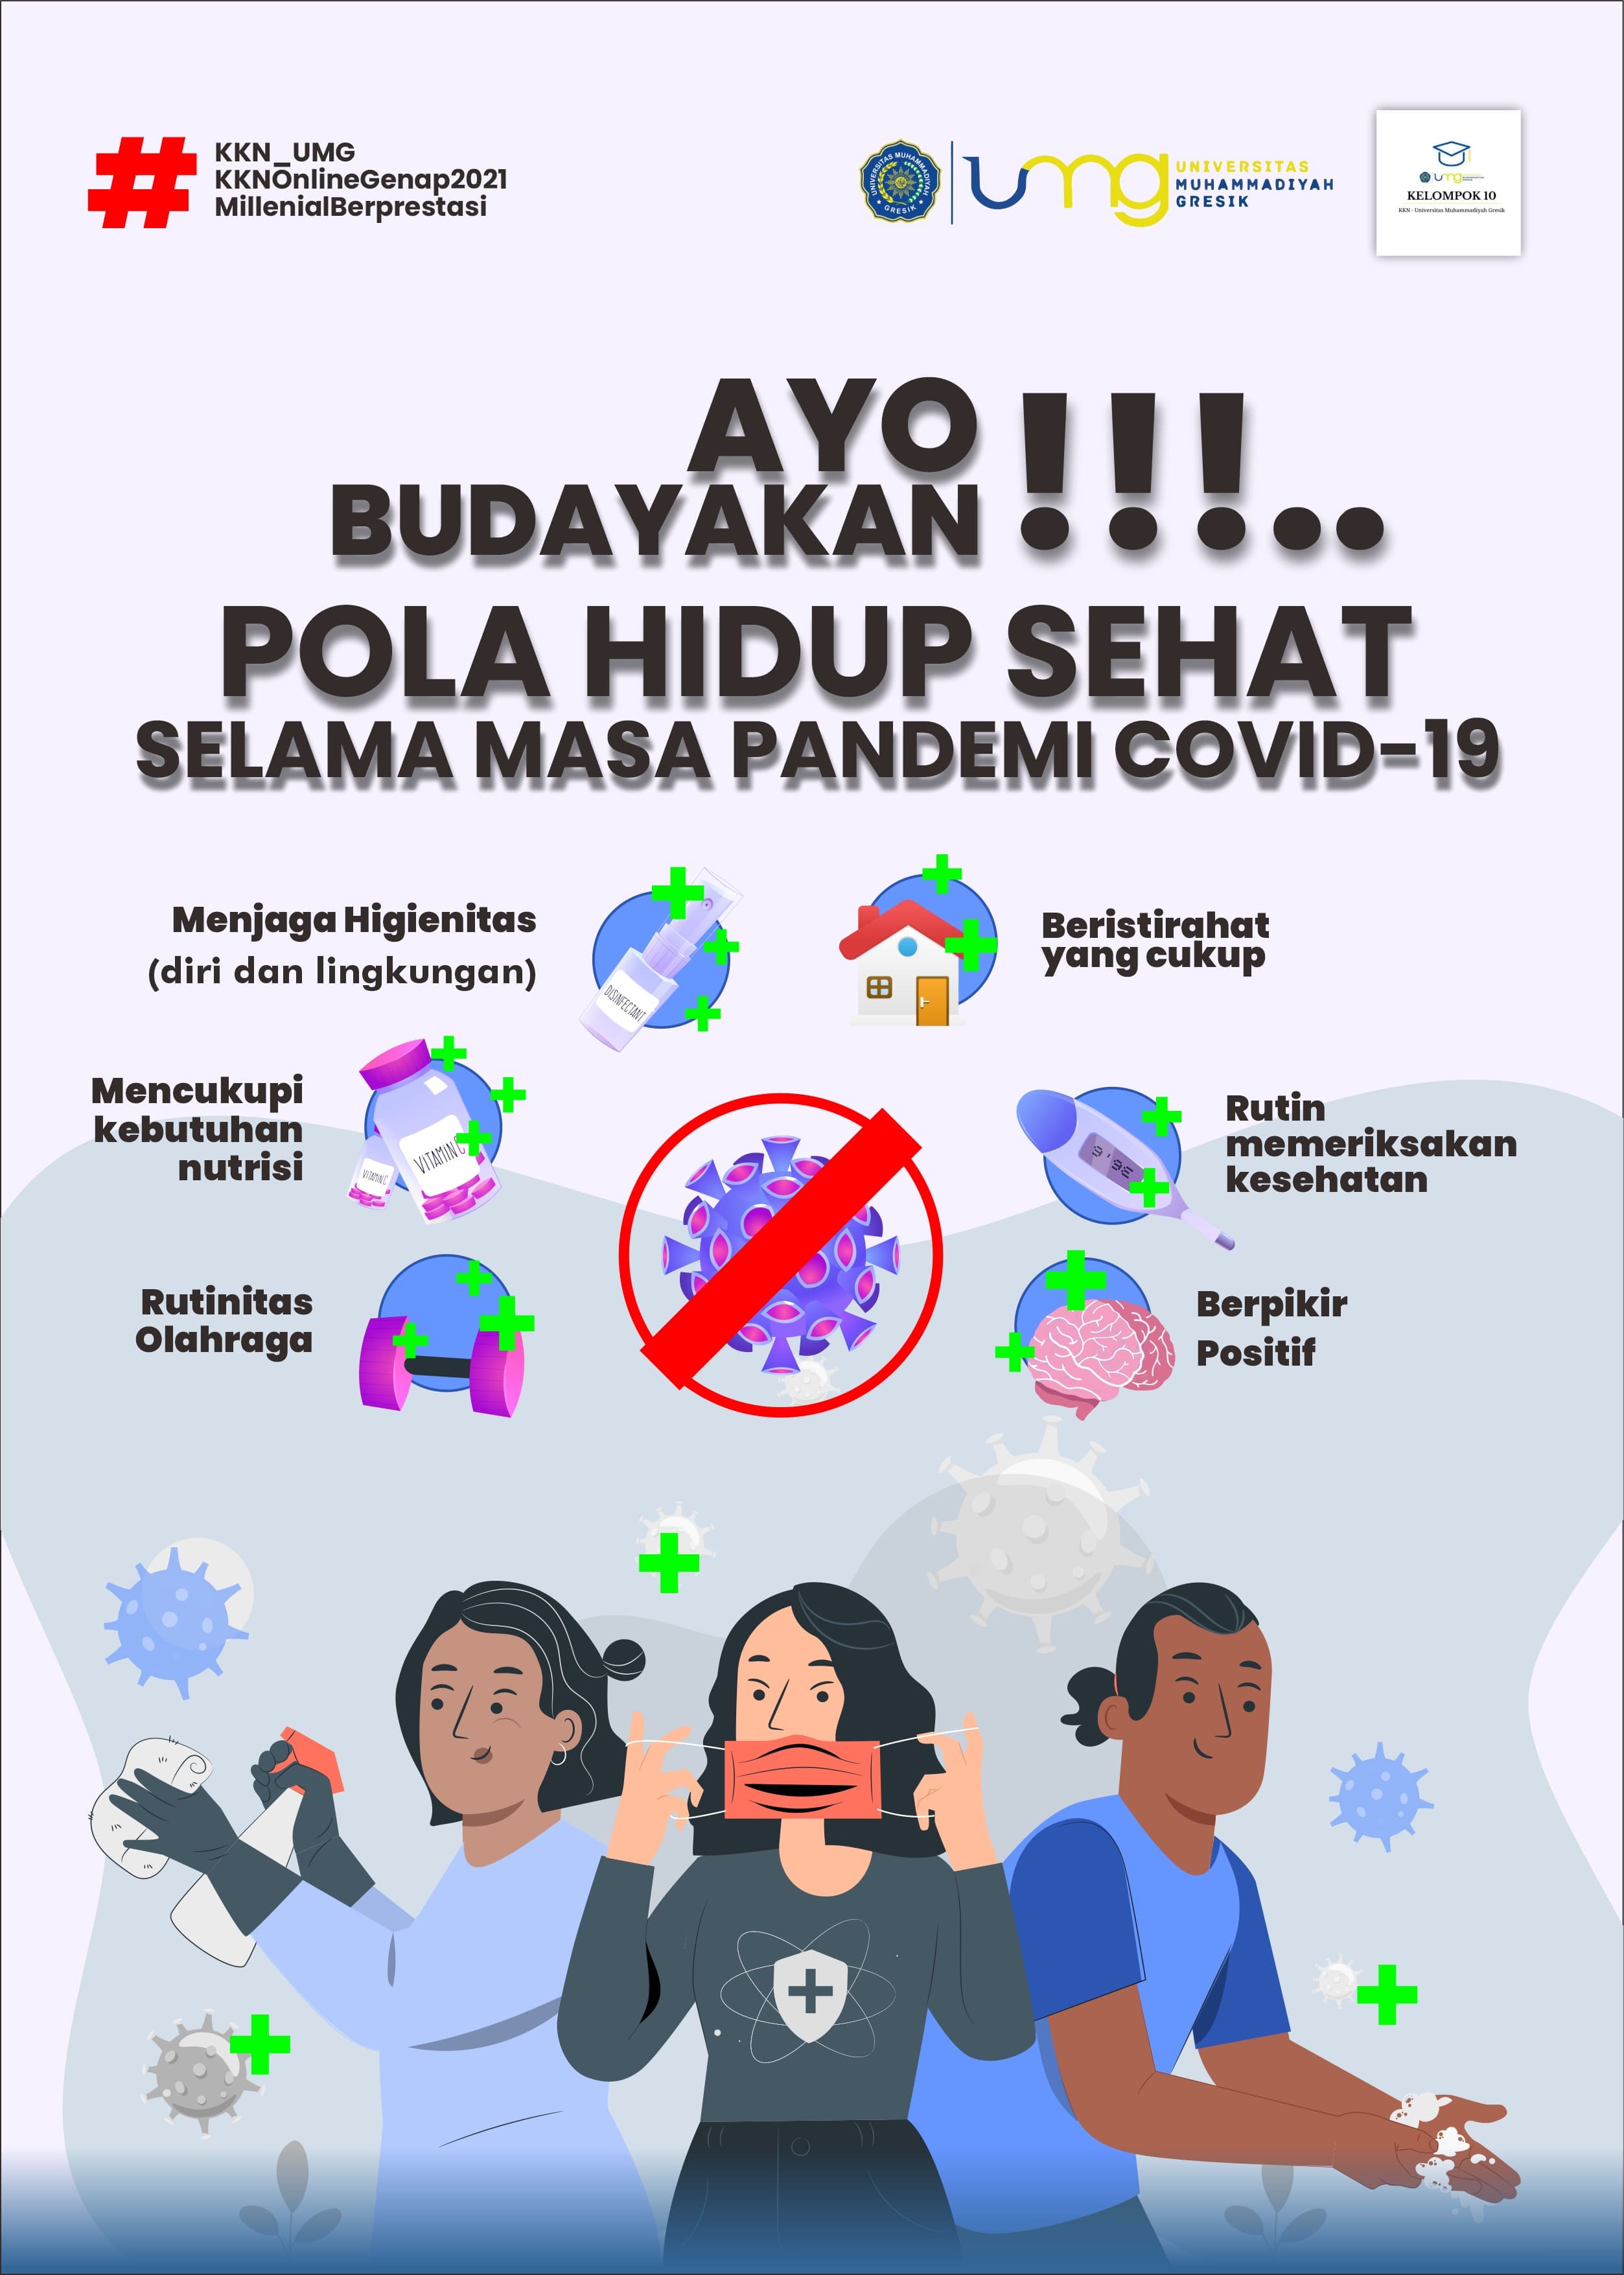 #
KKN_UMG
KKNOnlineGenap2021
MillenialBerprestasi
UNIVERSITAS MUHAMMADIYAH
GRESIK
umg
UNIVERSITAS
MUHAMMADIYAH
GRESIK
umg
KELOMPOK 10
KKN - Universitas Muhammadiyah Gresik
AYO
BUDAYAKAN !!!..
POLA HIDUP SEHAT
SELAMA MASA PANDEMI COVID-19
Menjaga Higienitas
(diri dan lingkungan)
DISINFECTANT
Beristirahat
yang cukup
Mencukupi
kebutuhan
nutrisi
VITAMIN C
VITAMIN C
Rutin
memeriksakan
kesehatan
Rutinitas
Olahraga
Berpikir
Positif